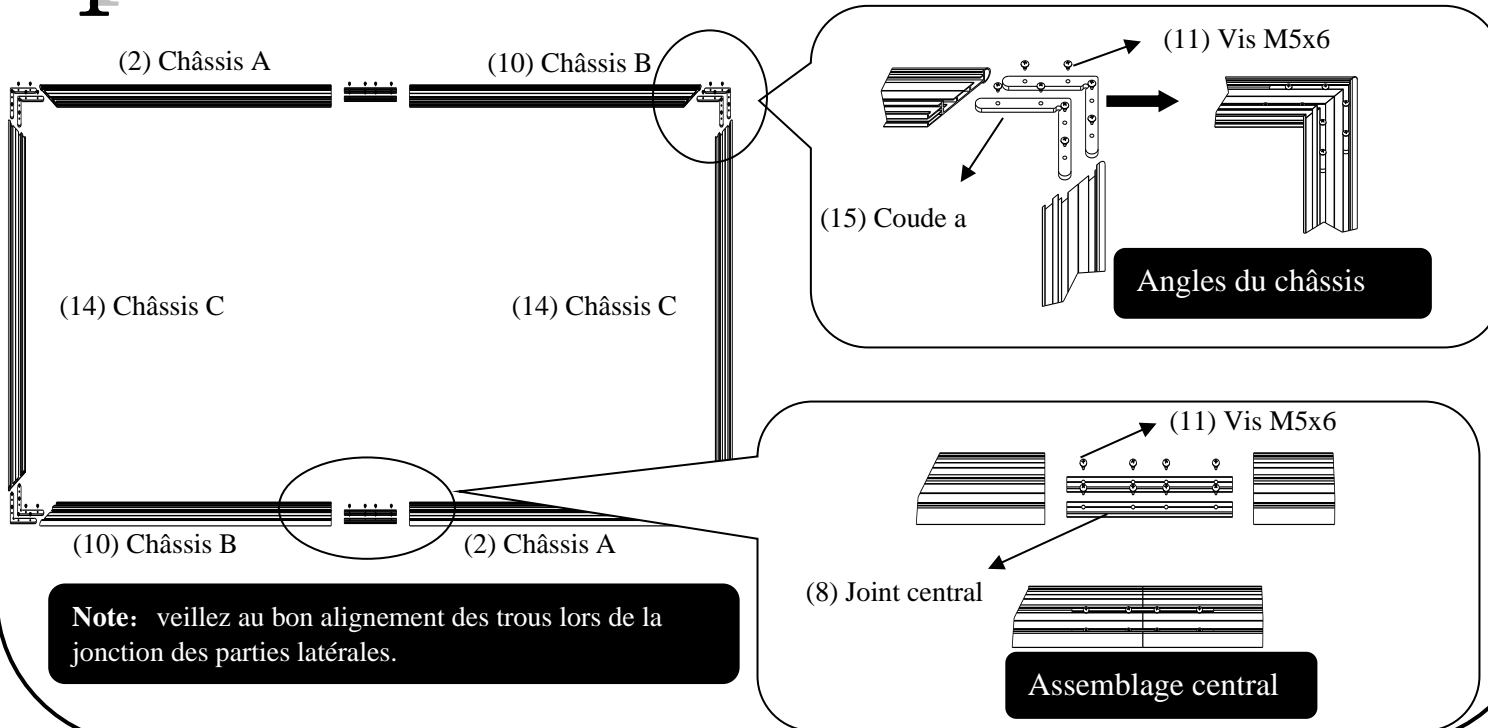 (2) Châssis A
(10) Châssis B
(14) Châssis C
(14) Châssis C
(10) Châssis B
(2) Châssis A
Note: veillez au bon alignement des trous lors de la
jonction des parties latérales.
(11) Vis M5x6
(15) Coude a
Angles du châssis
(11) Vis M5x6
(8) Joint central
Assemblage central